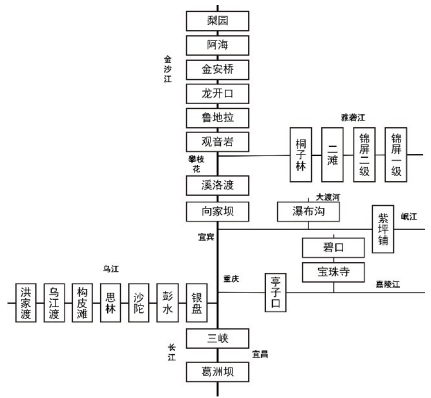 梨园
阿海
金沙江
金安桥
龙开口
鲁地拉
雅砻江
观音岩
桐子林
二滩
锦屏二级
锦屏一级
攀枝花
溪洛渡
大渡河
向家坝
瀑布沟
紫坪铺
岷江
宜宾
碧口
乌江
宝珠寺
重庆
亭子口
嘉陵江
洪家渡
乌江渡
构皮滩
思林
沙陀
彭水
银盘
三峡
长江
宜昌
葛洲坝